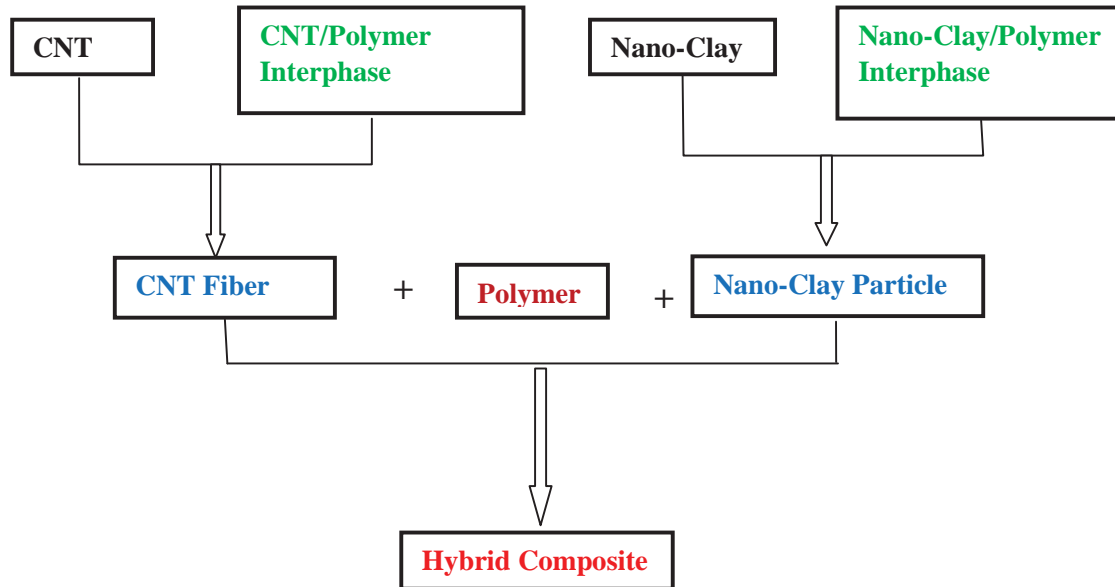 CNT
CNT/Polymer
Interphase
Nano-Clay
Nano-Clay/Polymer
Interphase
CNT Fiber
+
Polymer
+
Nano-Clay Particle
Hybrid Composite